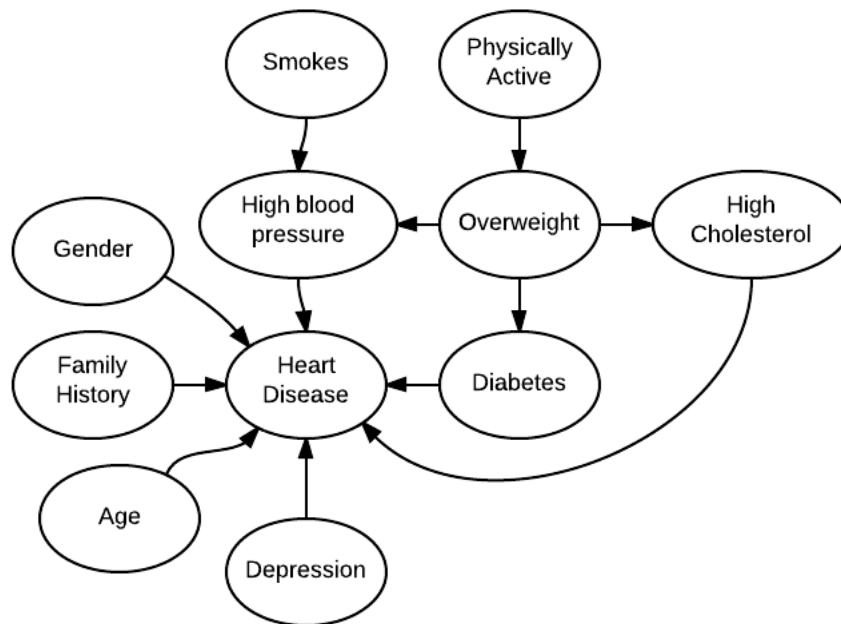 Smokes
Physically
Active
High blood
pressure
Overweight
High
Cholesterol
Gender
Family
History
Heart
Disease
Diabetes
Age
Depression